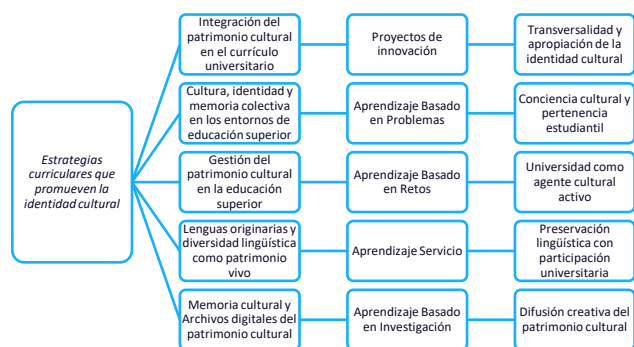 Estrategias
curriculares que
promueven la
identidad cultural
Integración del
patrimonio cultural
en el currículo
universitario
Proyectos de
innovación
Transversalidad y
apropiación de la
identidad cultural
Cultura, identidad y
memoria colectiva
en los entornos de
educación superior
Aprendizaje Basado
en Problemas
Conciencia cultural y
pertenencia
estudiantil
Gestión del
patrimonio cultural
en la educación
superior
Aprendizaje Basado
en Retos
Universidad como
agente cultural
activo
Lenguas originarias y
diversidad lingüística
como patrimonio
vivo
Aprendizaje Servicio
Preservación
lingüística con
participación
universitaria
Memoria cultural y
Archivos digitales del
patrimonio cultural
Aprendizaje Basado
en Investigación
Difusión creativa del
patrimonio cultural